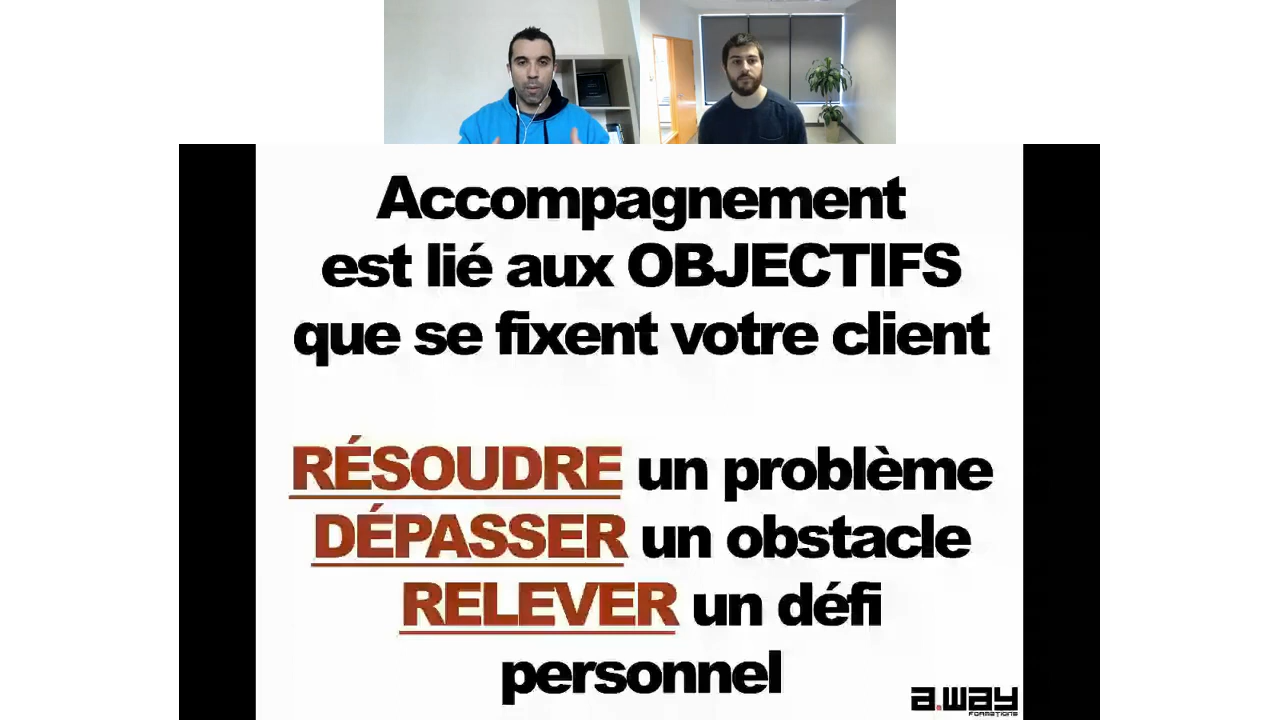 Accompagnement
est lié aux OBJECTIFS
que se fixent votre client
RÉSOUDRE un problème
DÉPASSER un obstacle
RELEVER un défi
personnel
a.way
FORMATIONS